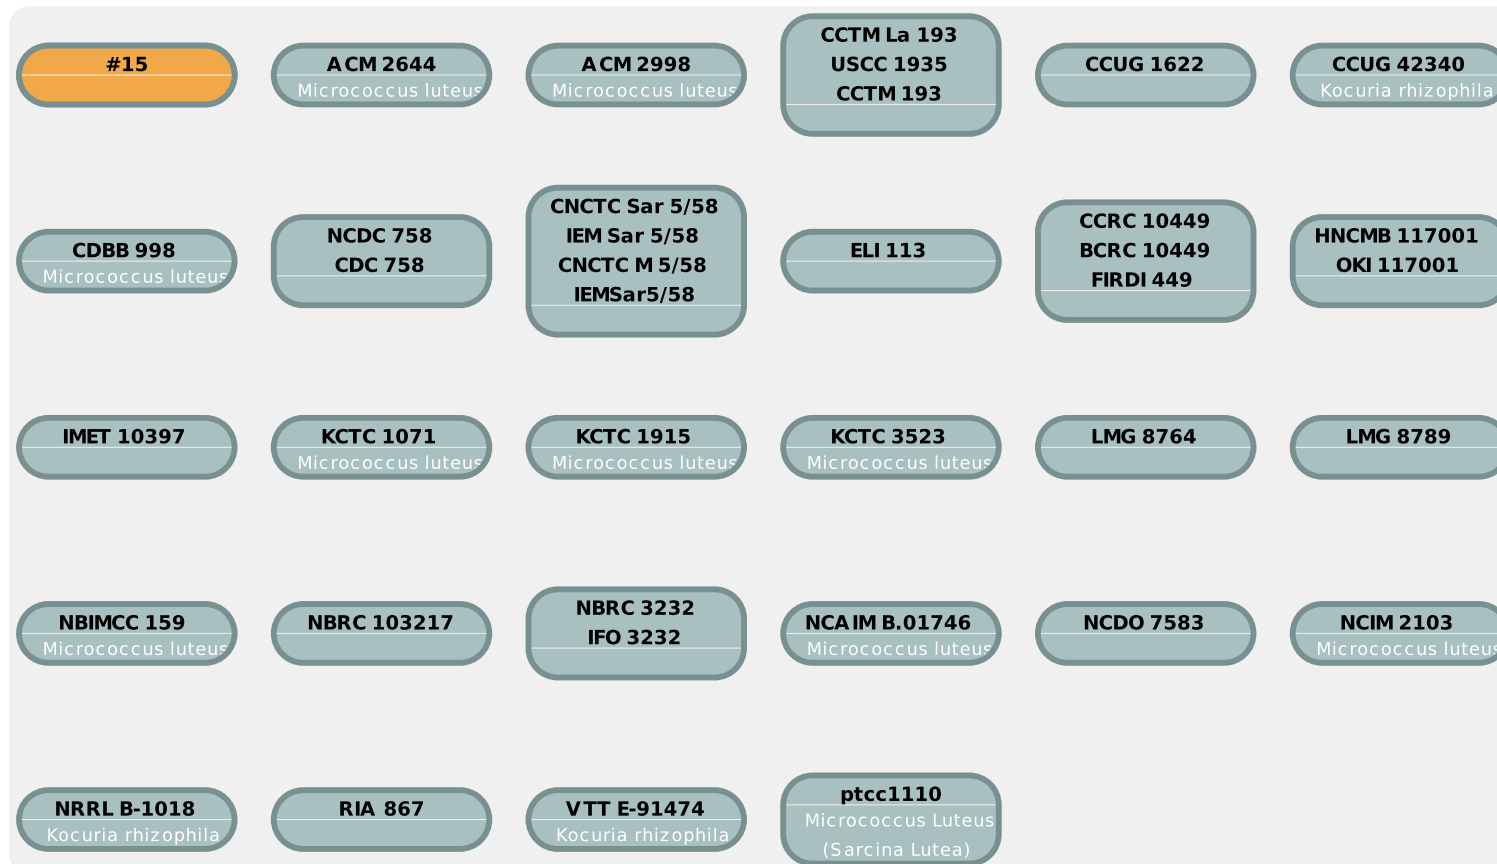 #15
ACM 2644
Micrococcus luteus
ACM 2998
Micrococcus luteus
CCTM La 193
USCC 1935
CCTM 193
CCUG 1622
CCUG 42340
Kocuria rhizophila
CDBB 998
Micrococcus luteus
NCDC 758
CDC 758
CNCTC Sar 5/58
IEM Sar 5/58
CNCTC M 5/58
IEMSar5/58
ELI 113
CCRC 10449
BCRC 10449
FIRDI 449
HNCMB 117001
OKI 117001
IMET 10397
KCTC 1071
Micrococcus luteus
KCTC 1915
Micrococcus luteus
KCTC 3523
Micrococcus luteus
LMG 8764
LMG 8789
NBIMCC 159
Micrococcus luteus
NBRC 103217
NBRC 3232
IFO 3232
NCAIM B.01746
Micrococcus luteus
NCDO 7583
NCIM 2103
Micrococcus luteus
NRRL B-1018
Kocuria rhizophila
RIA 867
VTT E-91474
Kocuria rhizophila
ptcc1110
Micrococcus Luteus
(Sarcina Lutea)